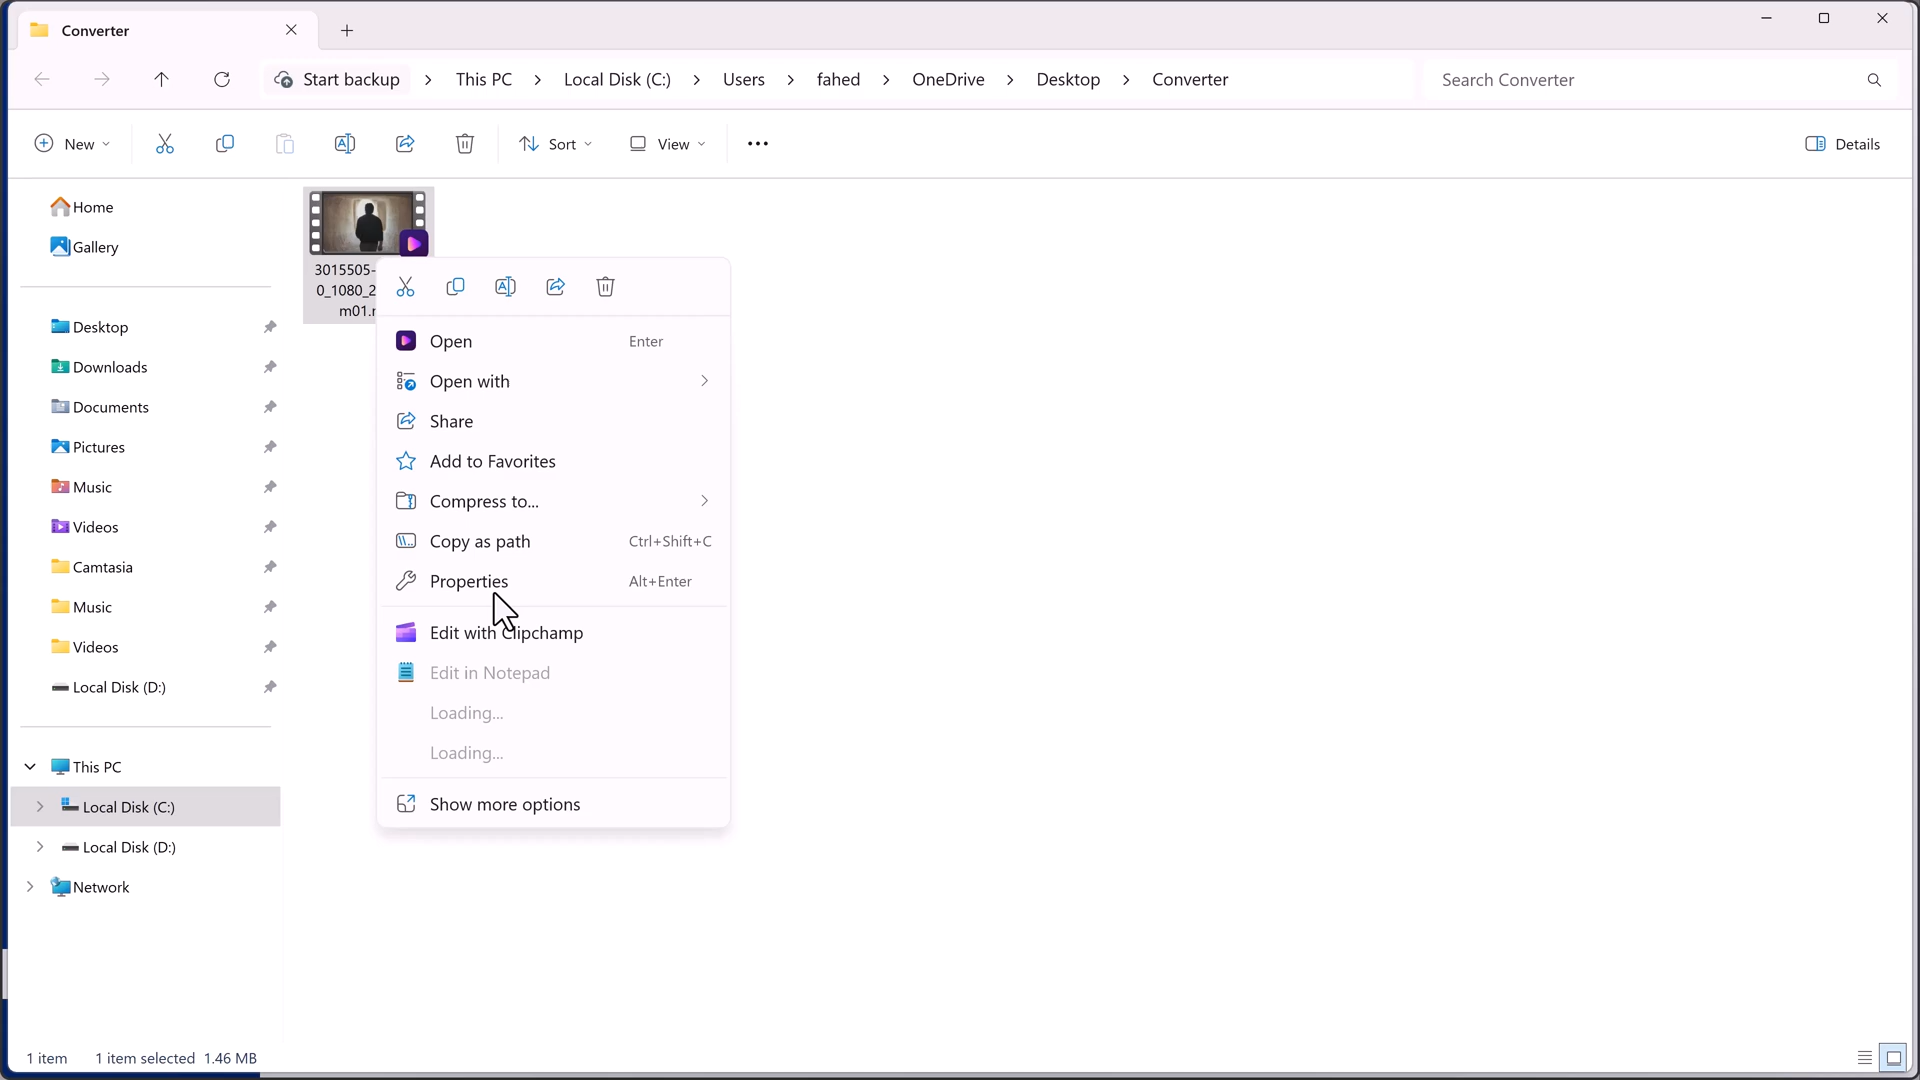 Converter
Start backup
This PC
Local Disk (C:)
Users
fahed
OneDrive
Desktop
Converter
Search Converter
New
Sort
View
Details
Home
Gallery
Desktop
Downloads
Documents
Pictures
Music
Videos
Camtasia
Music
Videos
Local Disk (D:)
This PC
Local Disk (C:)
Local Disk (D:)
Network
3015505-
0_1080_2
m01.
Open Enter
Open with
Share
Add to Favorites
Compress to...
Copy as path Ctrl+Shift+C
Properties Alt+Enter
Edit with Clipchamp
Edit in Notepad
Loading...
Loading...
Show more options
1 item 1 item selected 1.46 MB